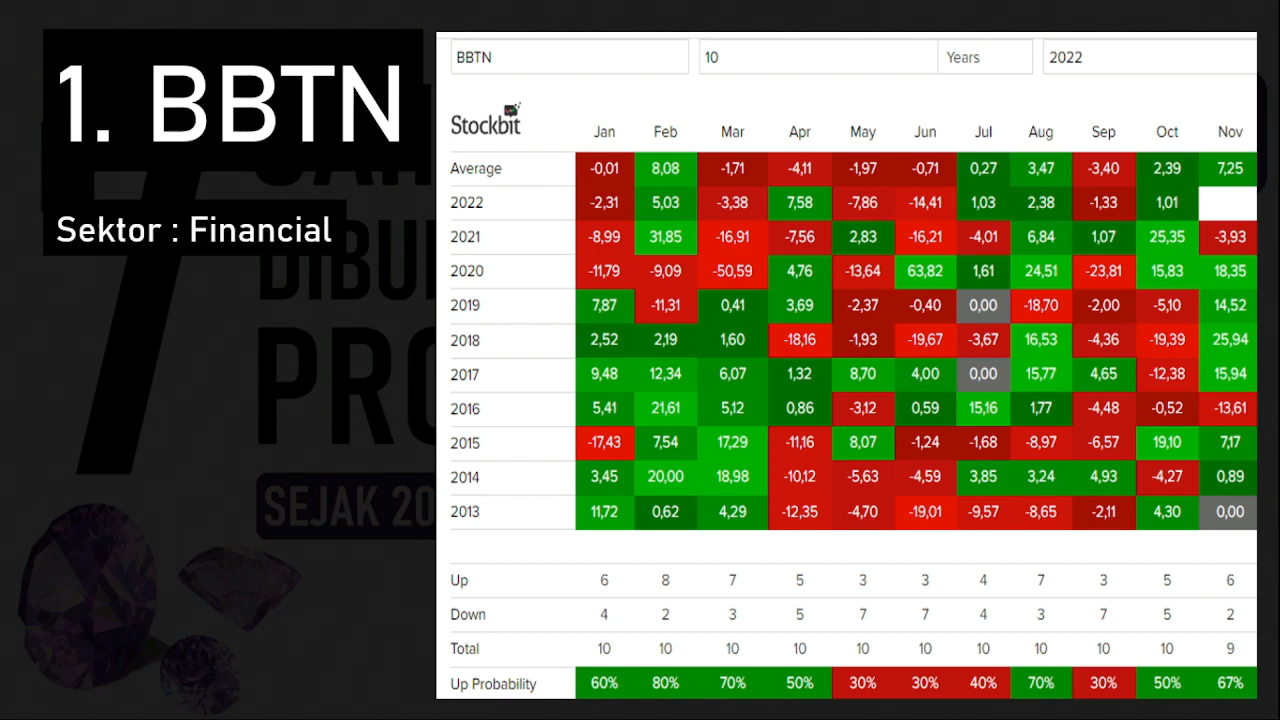 1. BBTN
Sektor : Financial
DIBU
PRO
SEJAK 20
BBTN 10 Years 2022
Stockbit
Jan Feb Mar Apr May Jun Jul Aug Sep Oct Nov
Average -0,01 8,08 -1,71 -4,11 -1,97 -0,71 0,27 3,47 -3,40 2,39 7,25
2022 -2,31 5,03 -3,38 7,58 -7,86 -14,41 1,03 2,38 -1,33 1,01
2021 -8,99 31,85 -16,91 -7,56 2,83 -16,21 -4,01 6,84 1,07 25,35 -3,93
2020 -11,79 -9,09 -50,59 4,76 -13,64 63,82 1,61 24,51 -23,81 15,83 18,35
2019 7,87 -11,31 0,41 3,69 -2,37 -0,40 0,00 -18,70 -2,00 -5,10 14,52
2018 2,52 2,19 1,60 -18,16 -1,93 -19,67 -3,67 16,53 -4,36 -19,39 25,94
2017 9,48 12,34 6,07 1,32 8,70 4,00 0,00 15,77 4,65 -12,38 15,94
2016 5,41 21,61 5,12 0,86 -3,12 0,59 15,16 1,77 -4,48 -0,52 -13,61
2015 -17,43 7,54 17,29 -11,16 8,07 -1,24 -1,68 -8,97 -6,57 19,10 7,17
2014 3,45 20,00 18,98 -10,12 -5,63 -4,59 3,85 3,24 4,93 -4,27 0,89
2013 11,72 0,62 4,29 -12,35 -4,70 -19,01 -9,57 -8,65 -2,11 4,30 0,00
Up 6 8 7 5 3 3 4 7 3 5 6
Down 4 2 3 5 7 7 4 3 7 5 2
Total 10 10 10 10 10 10 10 10 10 10 9
Up Probability 60% 80% 70% 50% 30% 30% 40% 70% 30% 50% 67%